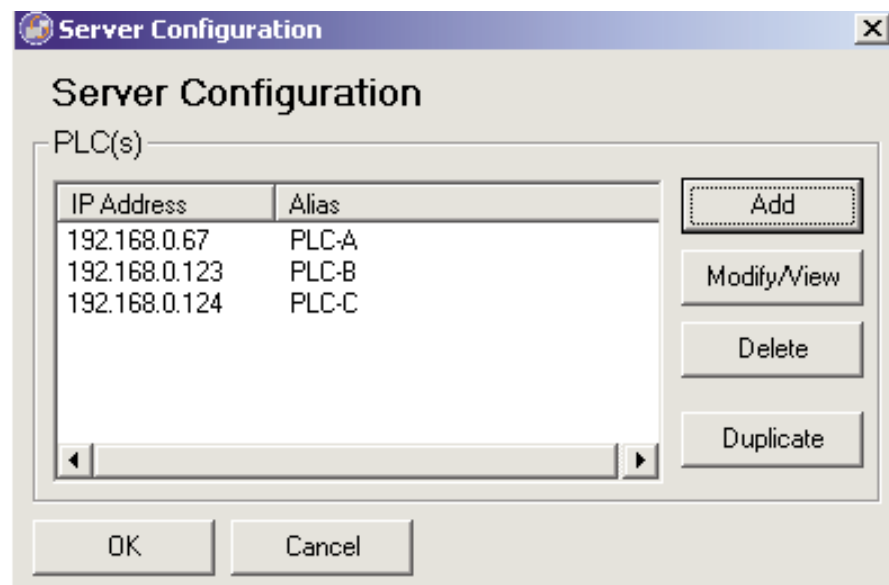 Server Configuration
Server Configuration
PLC(s)
IP Address Alias
192.168.0.67 PLC-A
192.168.0.123 PLC-B
192.168.0.124 PLC-C
Add
Modify/View
Delete
Duplicate
OK Cancel